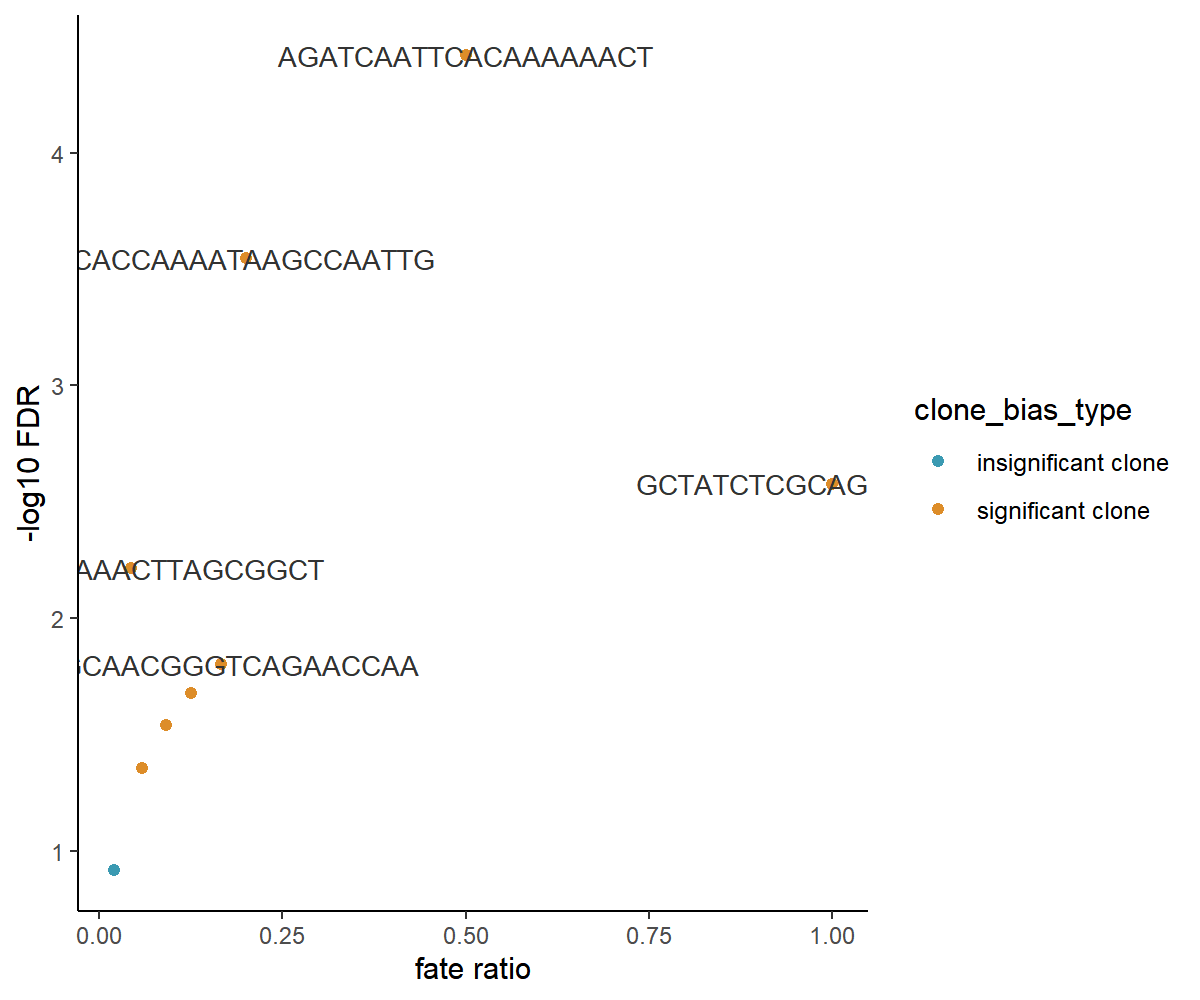 AGATCAATTCACAAAAAACT
4
CACCAAAATAAGCCAATTG
3
-log10 FDR
GCTATCTCGCAG
AAACTTAGCGGCT
2
GCAACGGGTCAGAACCAA
1
0.00 0.25 0.50 0.75 1.00
fate ratio
clone_bias_type
insignificant clone
significant clone